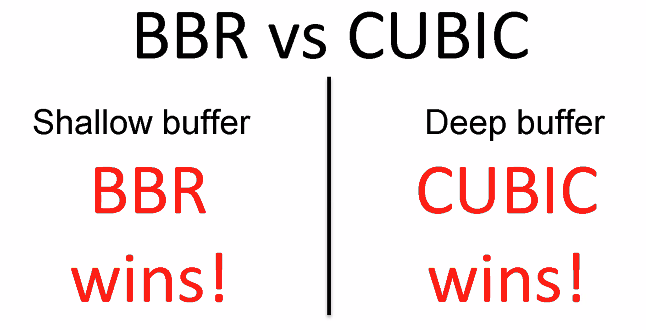 BBR vs CUBIC
Shallow buffer
BBR
wins!
Deep buffer
CUBIC
wins!